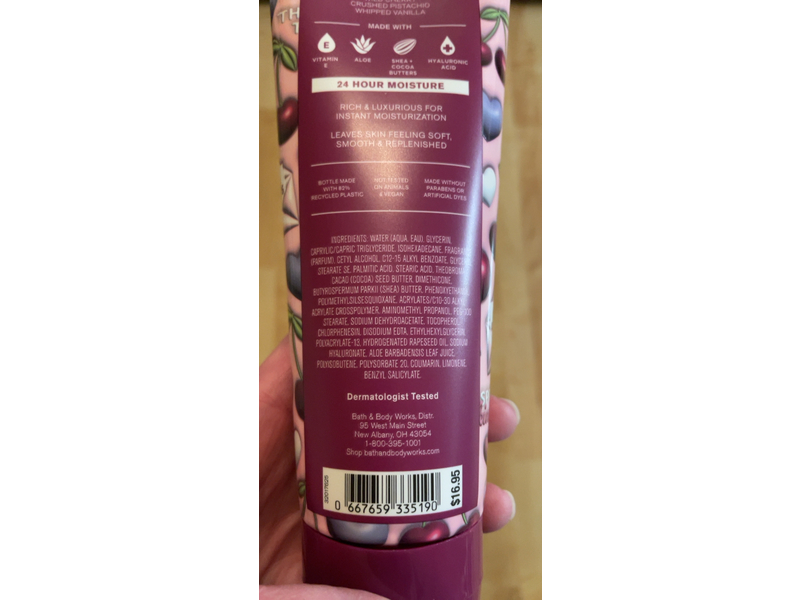 CRUSHED PISTACHIO
WHIPPED VANILLA
MADE WITH
E
VITAMIN
E
ALOE
SHEA +
COCOA
BUTTERS
HYALURONIC
ACID
24 HOUR MOISTURE
RICH & LUXURIOUS FOR
INSTANT MOISTURIZATION
LEAVES SKIN FEELING SOFT,
SMOOTH & REPLENISHED
BOTTLE MADE
WITH 82%
RECYCLED PLASTIC
NOT TESTED
ON ANIMALS
& VEGAN
MADE WITHOUT
PARABENS OR
ARTIFICIAL DYES
INGREDIENTS: WATER (AQUA, EAU), GLYCERIN,
CAPRYLIC/CAPRIC TRIGLYCERIDE, ISOHEXADECANE,
(PARFUM), CETYL ALCOHOL, C12-15 ALKYL BENZOATE,
STEARATE SE, PALMITIC ACID, STEARIC ACID,
CACAO (COCOA) SEED BUTTER, DIMETHICONE,
BUTYROSPERMUM PARKII (SHEA) BUTTER,
POLYMETHYLSILSESQUIOXANE, ACRYLATES/C10-30
ACRYLATE CROSSPOLYMER, AMINOMETHYL PROPANOL,
STEARATE, SODIUM DEHYDROACETATE,
CHLORPHENESIN, DISODIUM EDTA,
POLYACRYLATE-13, HYDROGENATED RAPESEED OIL, SODIUM
HYALURONATE, ALOE BARBADENSIS LEAF JUICE,
POLYISOBUTENE, POLYSORBATE 20, COUMARIN, LIMONENE,
BENZYL SALICYLATE.
Dermatologist Tested
Bath & Body Works, Distr.
95 West Main Street
New Albany, OH 43054
1-800-395-1001
Shop bathandbodyworks.com
0 667659 335190
$16.95